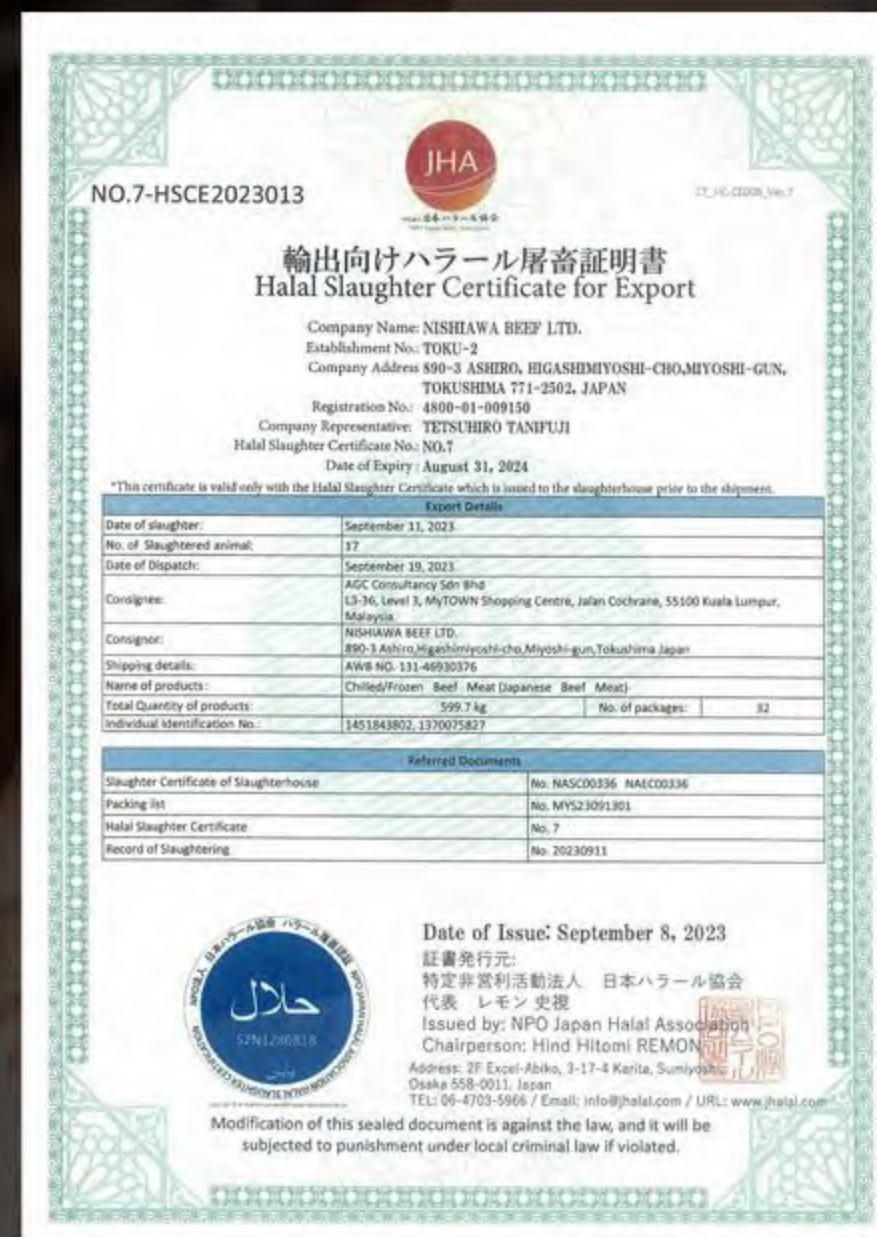 JHA
NO.7-HSCE2023013
CT_HC-CED08_Ver.7
輸出向けハラール屠畜証明書
Halal Slaughter Certificate for Export
Company Name: NISHIAWA BEEF LTD.
Establishment No.: TOKU-2
Company Address 890-3 ASHIRO, HIGASHIMIYOSHI-CHO,MIYOSHI-GUN,
TOKUSHIMA 771-2502, JAPAN
Registration No.: 4800-01-009150
Company Representative: TETSUHIRO TANIFUJI
Halal Slaughter Certificate No.: NO.7
Date of Expiry : August 31, 2024
*This certificate is valid only with the Halal Slaughter Certificate which is issued to the slaughterhouse prior to the shipment.
Export Details
Date of slaughter: September 11, 2023
No. of Slaughtered animal: 17
Date of Dispatch: September 19, 2023
Consignee: AGC Consultancy Sdn Bhd
L3-36, Level 3, MyTOWN Shopping Centre, Jalan Cochrane, 55100 Kuala Lumpur,
Malaysia
Consignor: NISHIAWA BEEF LTD.
890-3 Ashiro,Higashimiyoshi-cho,Miyoshi-gun,Tokushima Japan
Shipping details: AWB NO. 131-46930376
Name of products: Chilled/Frozen Beef Meat (Japanese Beef Meat)
Total Quantity of products: 599.7 kg No. of packages: 32
Individual Identification No.: 1451843802, 1370075827
Referred Documents
Slaughter Certificate of Slaughterhouse No. NASC00336 NAEC00336
Packing list No. MYS23091301
Halal Slaughter Certificate No. 7
Record of Slaughtering No. 20230911
حلال
SZN1280818
Date of Issue: September 8, 2023
証書発行元:
特定非営利活動法人 日本ハラール協会
代表 レモン 史視
Issued by: NPO Japan Halal Association
Chairperson: Hind Hitomi REMON
Address: 2F Excel-Abiko, 3-17-4 Karita, Sumiyoshi
Osaka 558-0011, Japan
TEL: 06-4703-5966 / Email: info@jhalal.com / URL: www.jhalal.com
Modification of this sealed document is against the law, and it will be
subjected to punishment under local criminal law if violated.